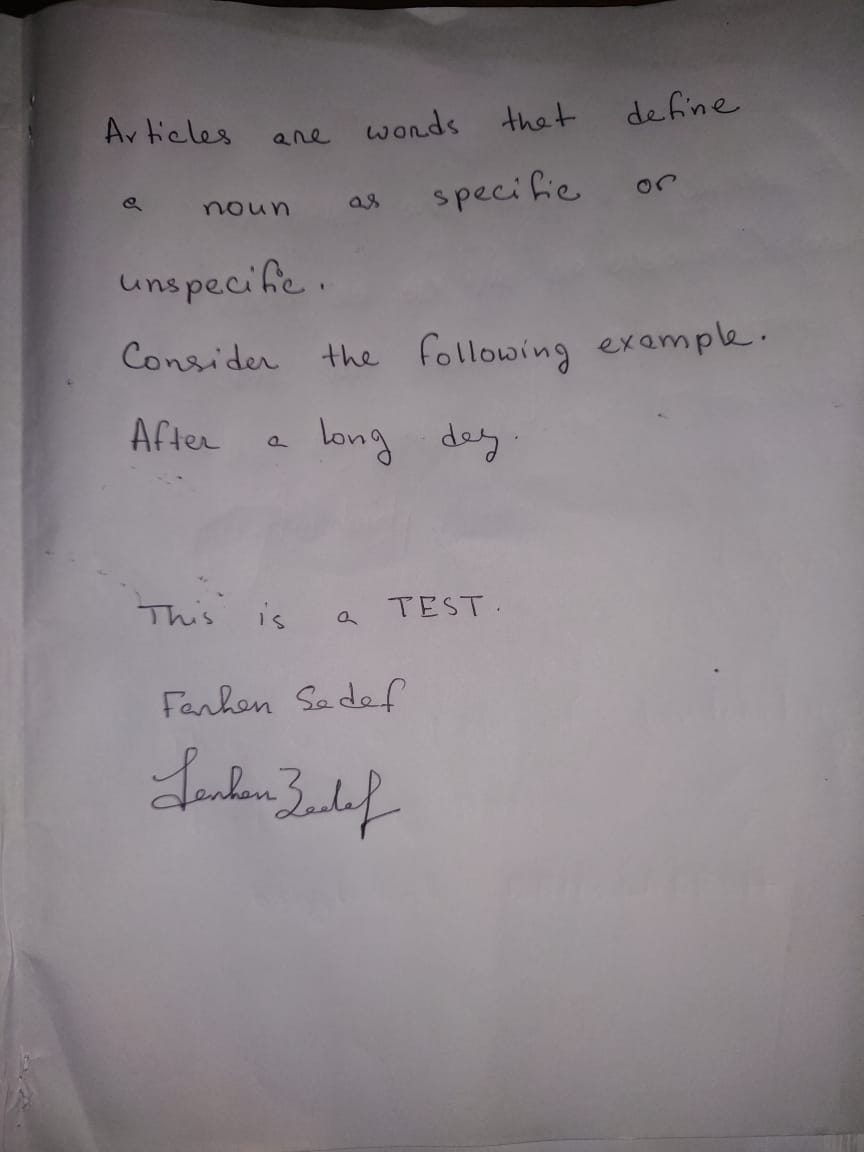 Articles are words that define
a noun as specific or
unspecific.
Consider the following example.
After a long day.
This is a TEST.
Farhan Sadaf
Farhan Sadaf